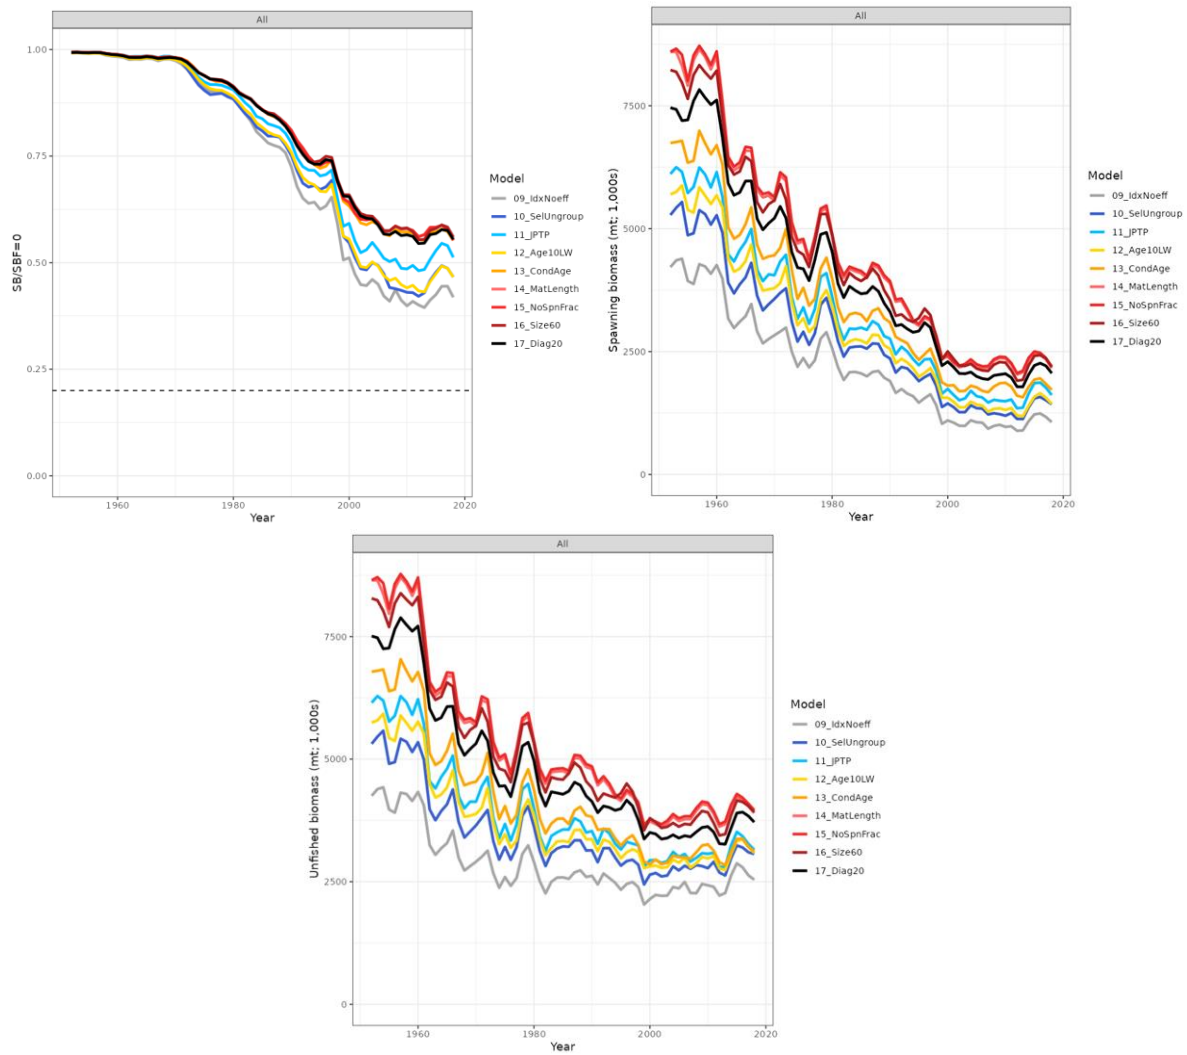 All
SB/SBF=0
1.00
0.75
0.50
0.25
0.00
1960
1980
2000
2020
Year
Model
09_IdxNoeff
10_SelUngroup
11_JPTP
12_Age10LW
13_CondAge
14_MatLength
15_NoSpnFrac
16_Size60
17_Diag20
All
Spawning biomass (mt; 1,000s)
7500
5000
2500
0
1960
1980
2000
2020
Year
Model
09_IdxNoeff
10_SelUngroup
11_JPTP
12_Age10LW
13_CondAge
14_MatLength
15_NoSpnFrac
16_Size60
17_Diag20
All
Unfished biomass (mt; 1,000s)
7500
5000
2500
0
1960
1980
2000
2020
Year
Model
09_IdxNoeff
10_SelUngroup
11_JPTP
12_Age10LW
13_CondAge
14_MatLength
15_NoSpnFrac
16_Size60
17_Diag20